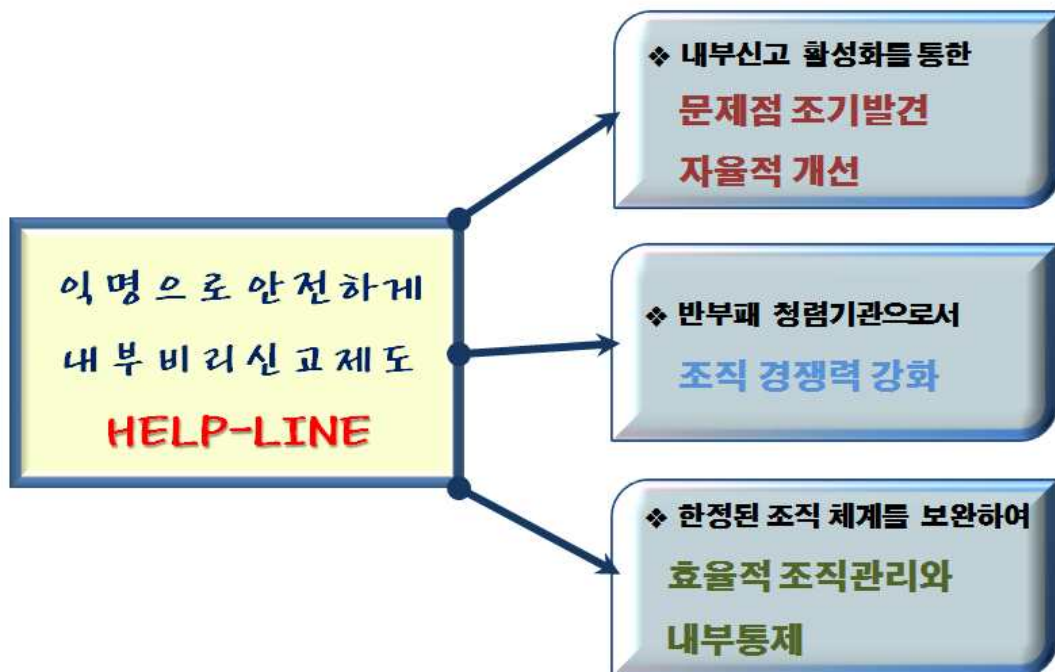 익명으로 안전하게
내부비리신고제도
HELP-LINE
❖ 내부신고 활성화를 통한
문제점 조기발견
자율적 개선
❖ 반부패 청렴기관으로서
조직 경쟁력 강화
❖ 한정된 조직 체계를 보완하여
효율적 조직관리와
내부통제